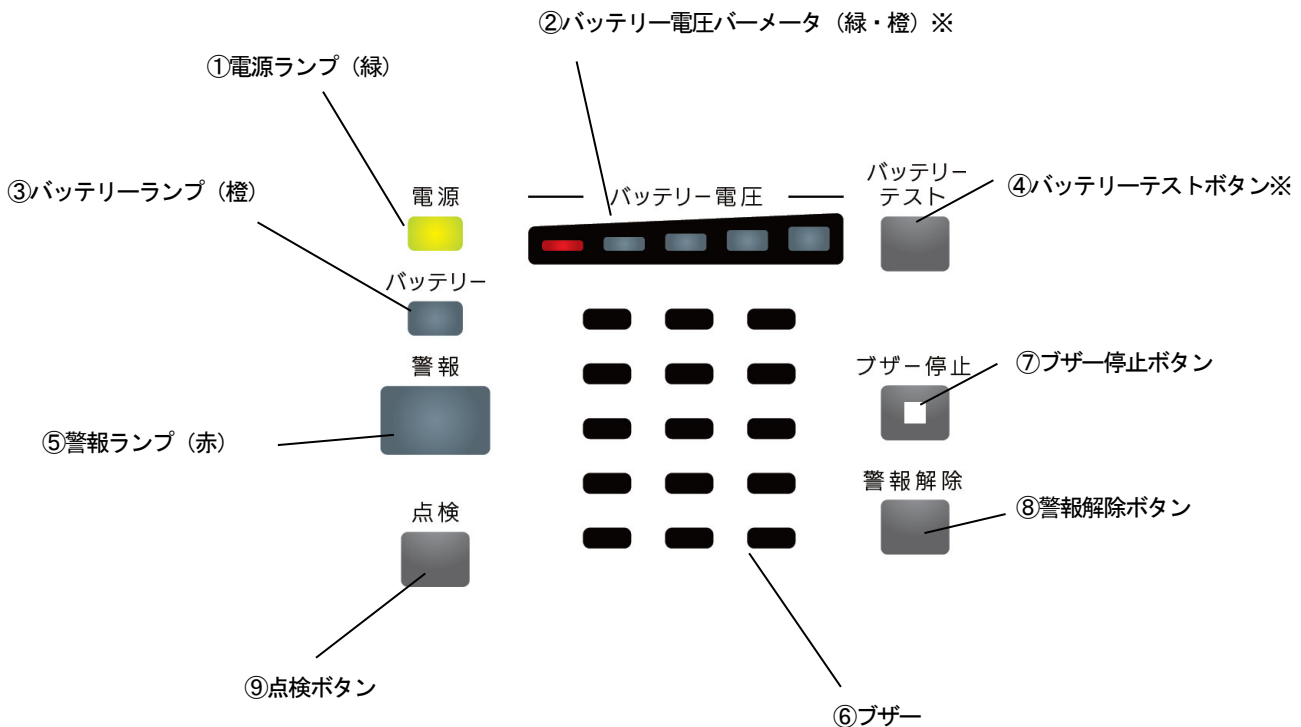 ②バッテリー電圧バーメータ（緑・橙）※
①電源ランプ（緑）
③バッテリーランプ（橙）
電源
バッテリー電圧
バッテリー
テスト
④バッテリーテストボタン※
バッテリー
警報
ブザー停止
⑦ブザー停止ボタン
⑤警報ランプ（赤）
警報解除
⑧警報解除ボタン
点検
⑨点検ボタン
⑥ブザー